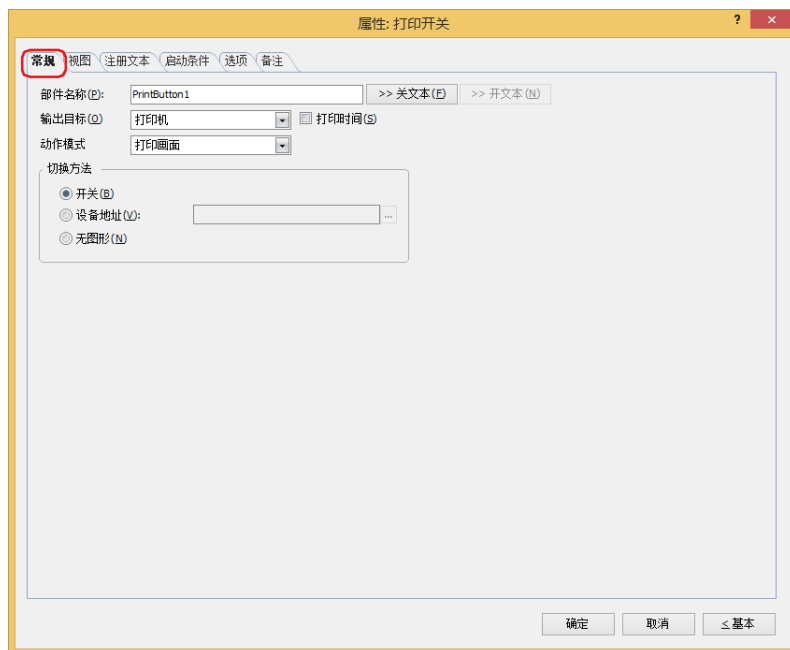 属性: 打印开关 ? ×
常规 视图 注册文本 启动条件 选项 备注
部件名称(P): PrintButton1 >> 关文本(F) >> 开文本(N)
输出目标(O) 打印机 打印时间(S)
动作模式 打印画面
切换方法
开关(B)
设备地址(V): ...
无图形(N)
确定 取消 <基本